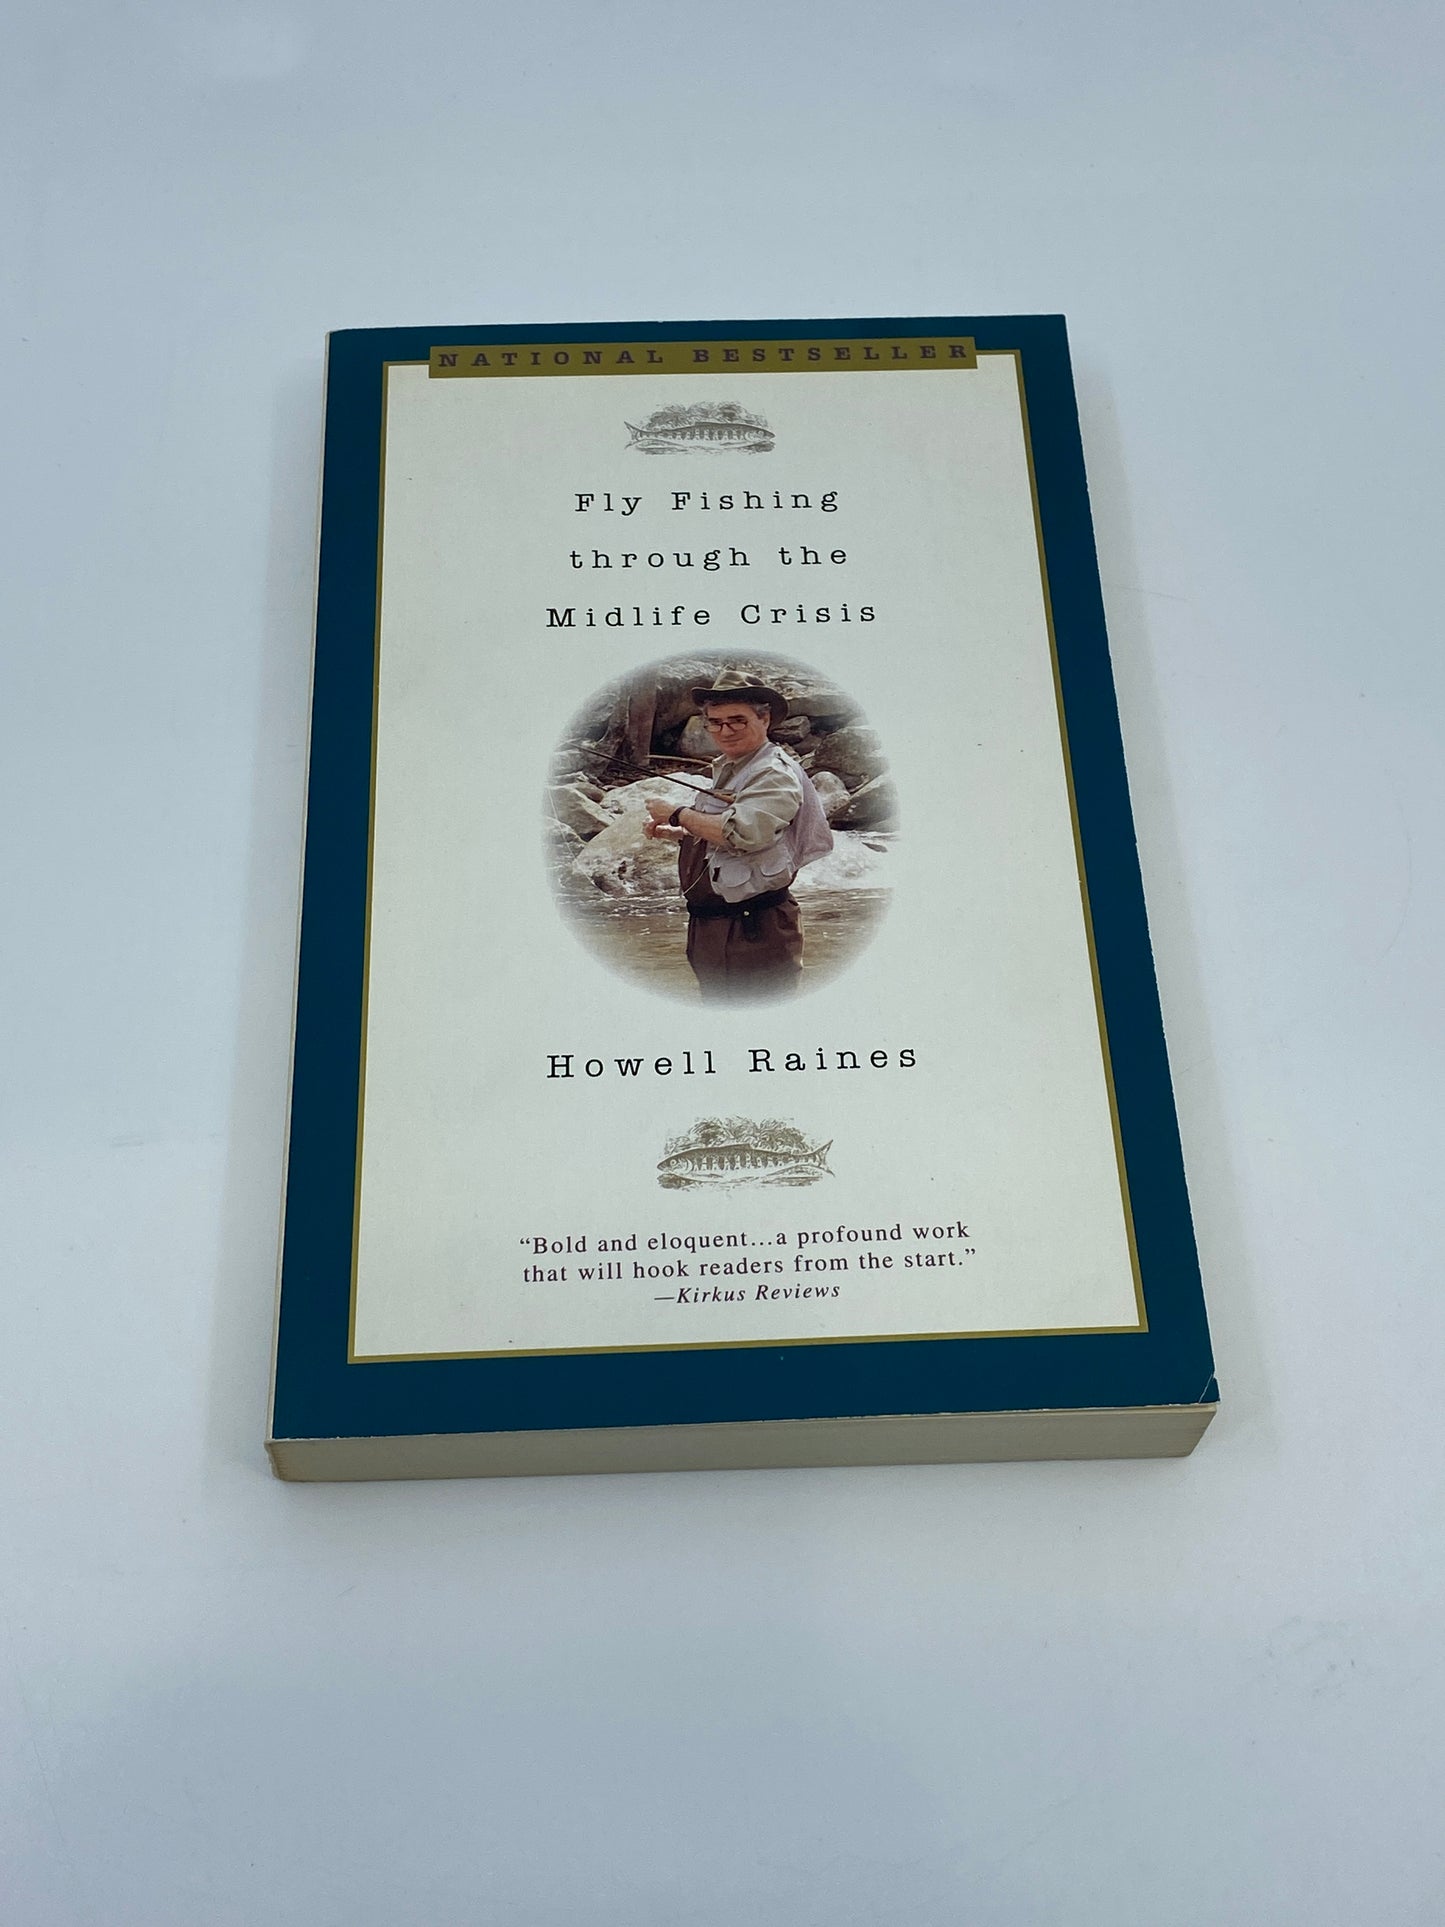 NATIONAL BESTSELLER
Fly Fishing
through the
Midlife Crisis
Howell Raines
“Bold and eloquent...a profound work
that will hook readers from the start.”
—Kirkus Reviews